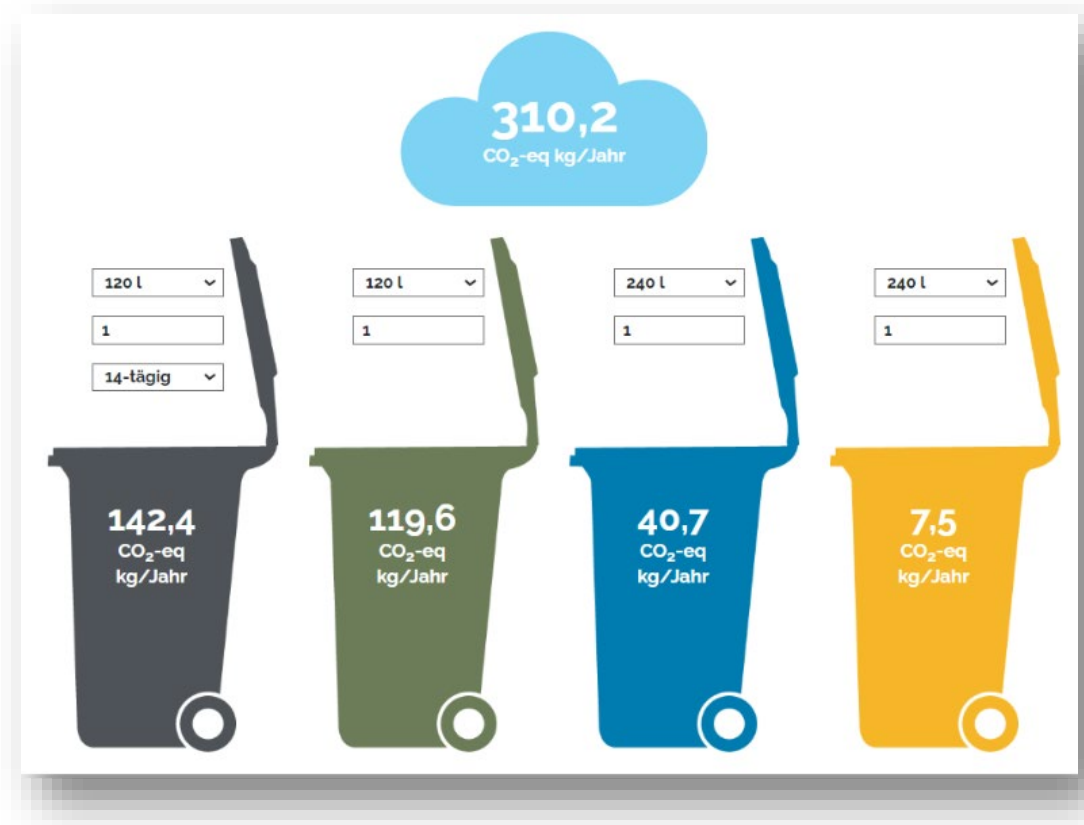 310,2
CO₂-eq kg/Jahr
120 l
1
14-tägig
142,4
CO₂-eq
kg/Jahr
120 l
1
119,6
CO₂-eq
kg/Jahr
240 l
1
40,7
CO₂-eq
kg/Jahr
240 l
1
7,5
CO₂-eq
kg/Jahr